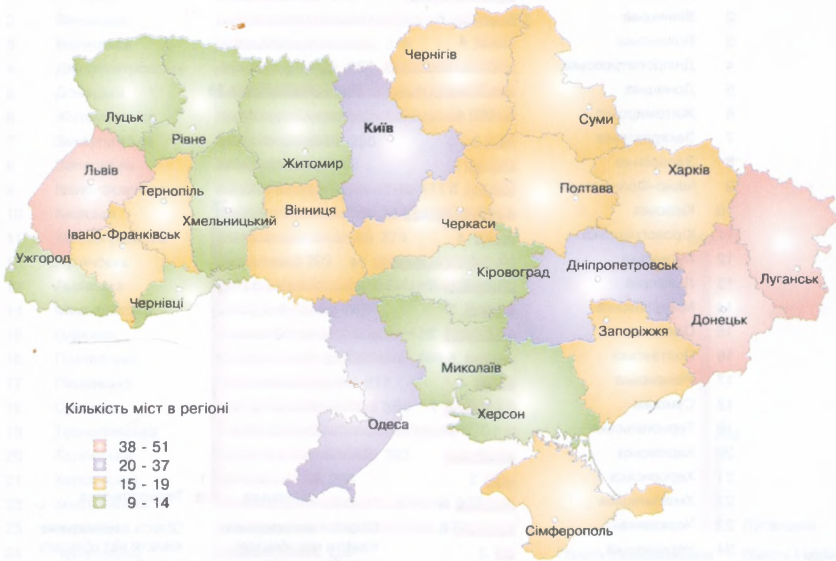 Чернігів
Суми
Луцьк
Рівне
Київ
Житомир
Львів
Тернопіль
Харків
Полтава
Вінниця
Хмельницький
Черкаси
Івано-Франківськ
Ужгород
Чернівці
Кіровоград
Дніпропетровськ
Луганськ
Донецьк
Запоріжжя
Миколаїв
Херсон
Одеса
Сімферополь
Кількість міст в регіоні
38 - 51
20 - 37
15 - 19
9 - 14